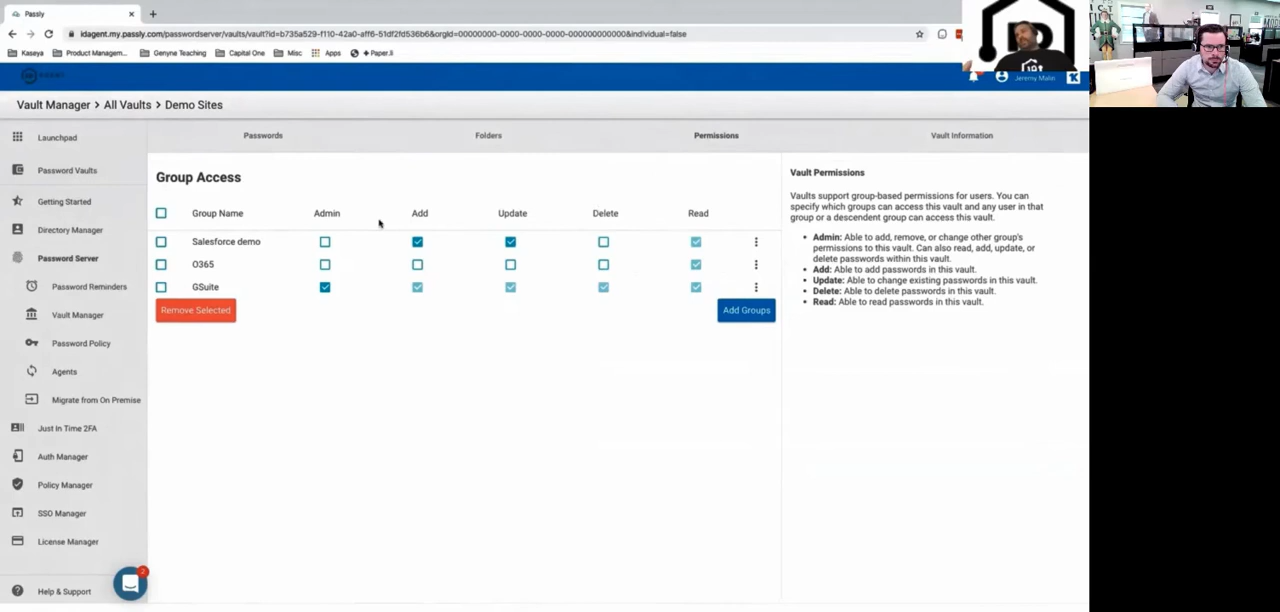 Passly
idagent.my.passly.com/passwordserver/vaults/vault?id=b735a529-f110-42a0-aff6-51df2fd536b6&orgId=00000000-0000-0000-0000-000000000000&individual=false
Kaseya
Product Managem...
Genyne Teaching
Capital One
Misc
Apps
Paper.li
Jeremy Malin
Vault Manager > All Vaults > Demo Sites
Launchpad
Password Vaults
Getting Started
Directory Manager
Password Server
Password Reminders
Vault Manager
Password Policy
Agents
Migrate from On Premise
Just In Time 2FA
Auth Manager
Policy Manager
SSO Manager
License Manager
2
Help & Support
Passwords
Folders
Permissions
Vault Information
Group Access
Group Name Admin Add Update Delete Read
Salesforce demo
O365
GSuite
Remove Selected
Add Groups
Vault Permissions
Vaults support group-based permissions for users. You can
specify which groups can access this vault and any user in that
group or a descendent group can access this vault.
• Admin: Able to add, remove, or change other group's
permissions to this vault. Can also read, add, update, or
delete passwords within this vault.
• Add: Able to add passwords in this vault.
• Update: Able to change existing passwords in this vault.
• Delete: Able to delete passwords in this vault.
• Read: Able to read passwords in this vault.